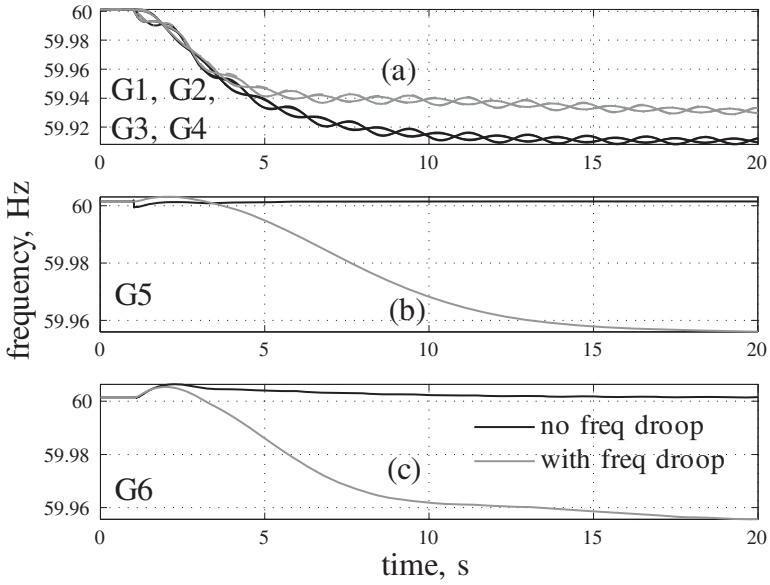 60
59.98
59.96
59.94
59.92
(a)
G1, G2,
G3, G4
0 5 10 15 20
60
59.98
59.96
G5
(b)
0 5 10 15 20
60
59.98
59.96
G6
(c)
no freq droop
with freq droop
0 5 10 15 20
time, s
frequency, Hz